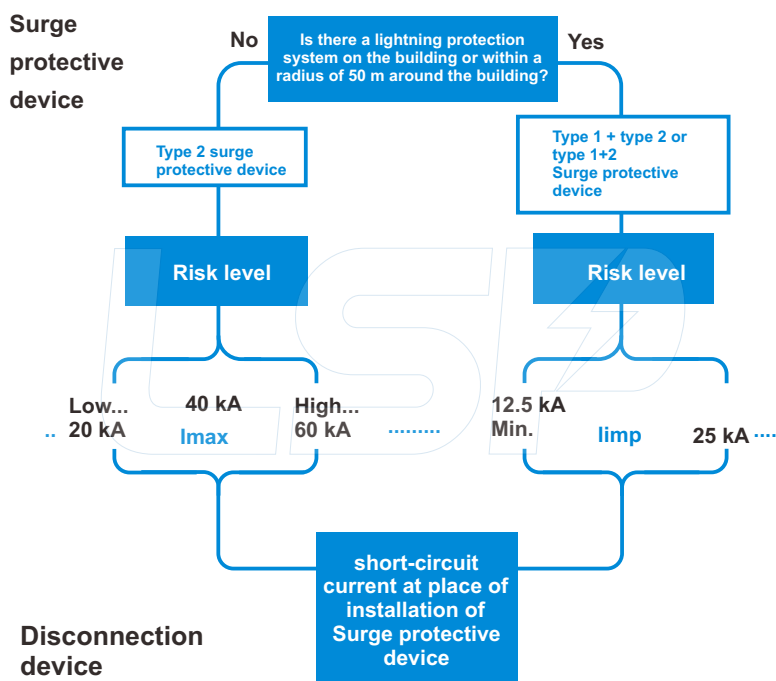 Surge
protective
device
No
Is there a lightning protection
system on the building or within a
radius of 50 m around the building?
Yes
Type 2 surge
protective device
Type 1 + type 2 or
type 1+2
Surge protective
device
Risk level
Risk level
LSP
Low...
20 kA
40 kA
Imax
High...
60 kA
12.5 kA
Min.
limp
25 kA
short-circuit
current at place of
installation of
Surge protective
device
Disconnection
device